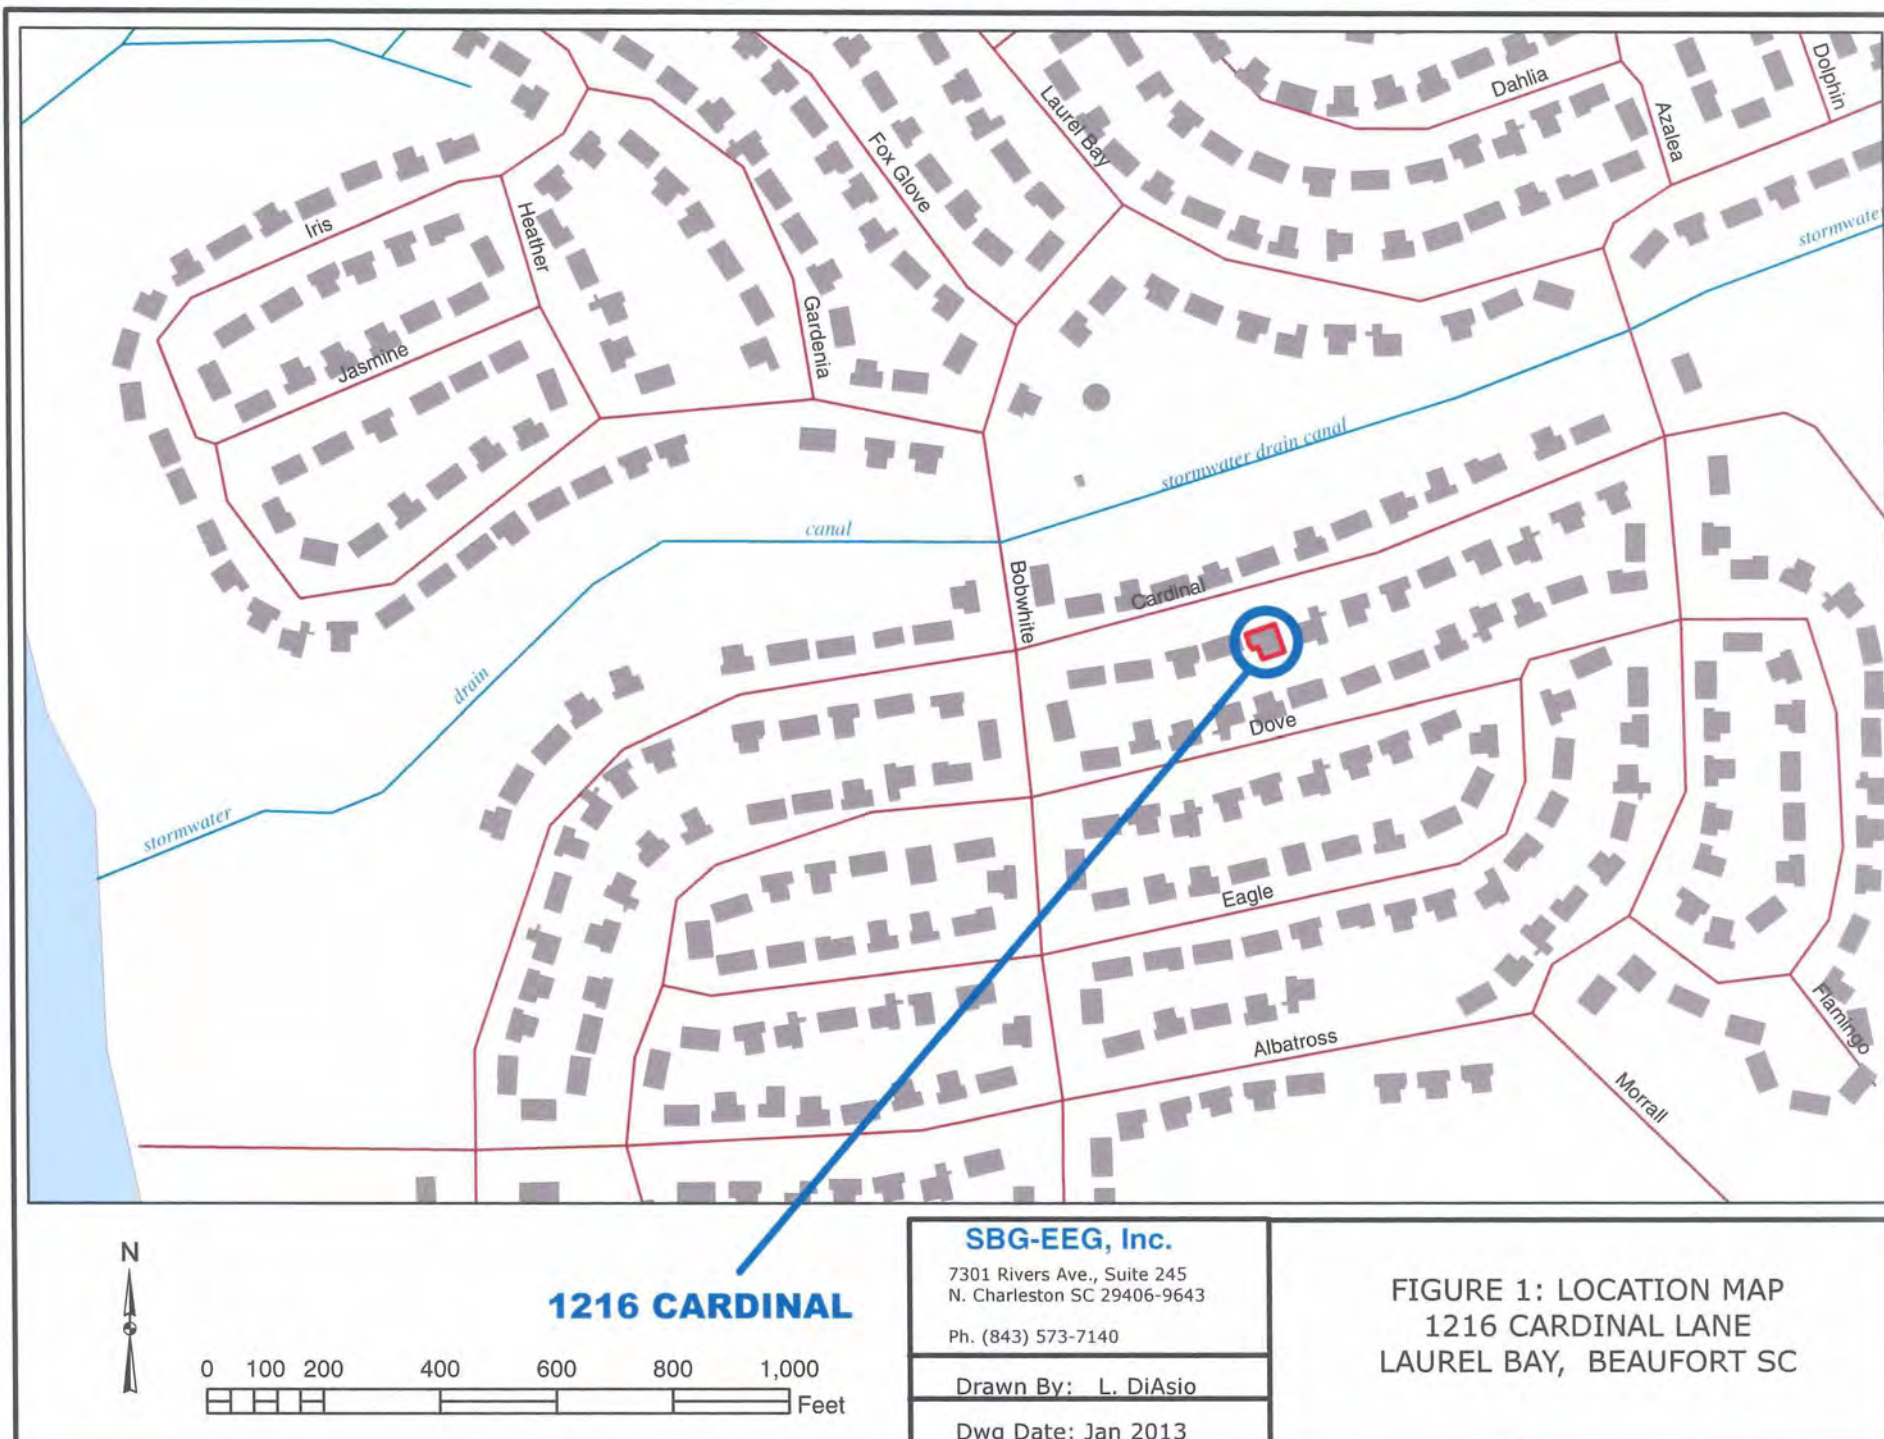 Dolphin
Dahlia
Azalea
Laurel Bay
Fox Glove
Iris
Heather
stormwater
Gardenia
Jasmine
stormwater drain canal
canal
Bobwhite
Cardinal
drain
Dove
stormwater
Eagle
Flamingo
Albatross
Morrall
N
1216 CARDINAL
0 100 200 400 600 800 1,000
Feet
SBG-EEG, Inc.
7301 Rivers Ave., Suite 245
N. Charleston SC 29406-9643
Ph. (843) 573-7140
Drawn By: L. DiAsio
Dwg Date: Jan 2013
FIGURE 1: LOCATION MAP
1216 CARDINAL LANE
LAUREL BAY, BEAUFORT SC